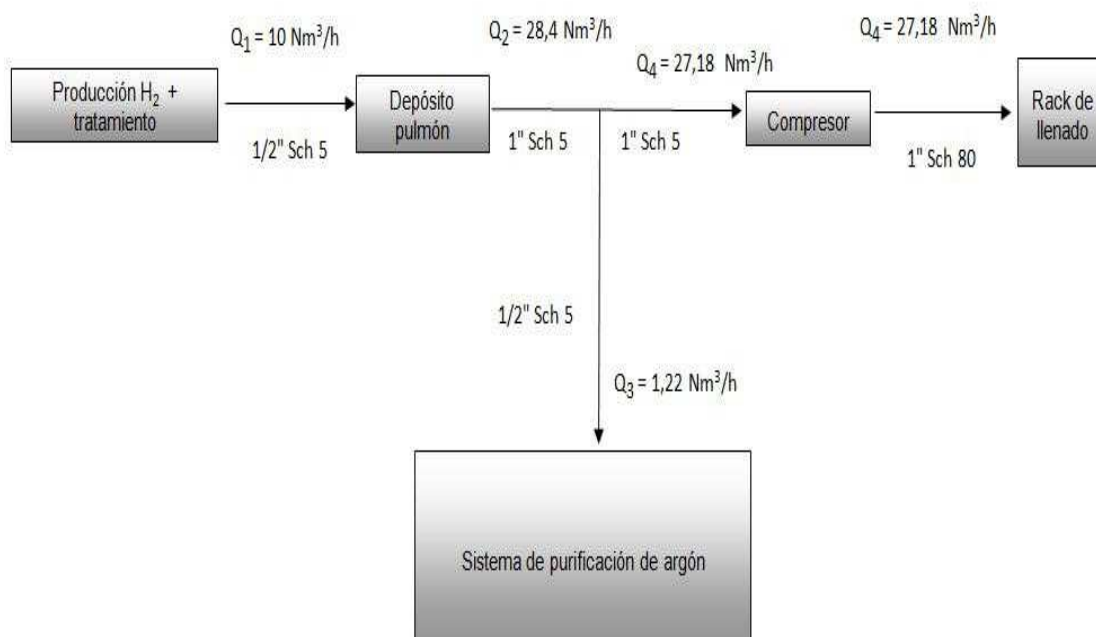 Q₁ = 10 Nm³/h
Q₂ = 28,4 Nm³/h
Q₄ = 27,18 Nm³/h
Q₄ = 27,18 Nm³/h
Producción H₂ +
tratamiento
Depósito
pulmón
Compresor
Rack de
llenado
1/2" Sch 5
1" Sch 5
1" Sch 5
1" Sch 80
1/2" Sch 5
Q₃ = 1,22 Nm³/h
Sistema de purificación de argón